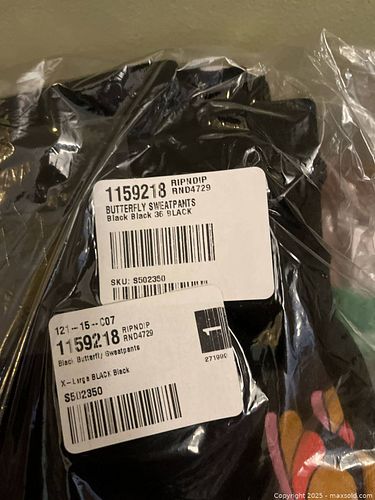 1159218 RIPNDIP
RND4729
BUTTERFLY SWEATPANTS
Black Black 36 BLACK
SKU: S502350
121-15-C07
1159218 RIPNDIP
RND4729
Black Butterfly Sweatpants
1
271990
X-Large BLACK Black
S502350
Copyright 2025 - maxsold.com